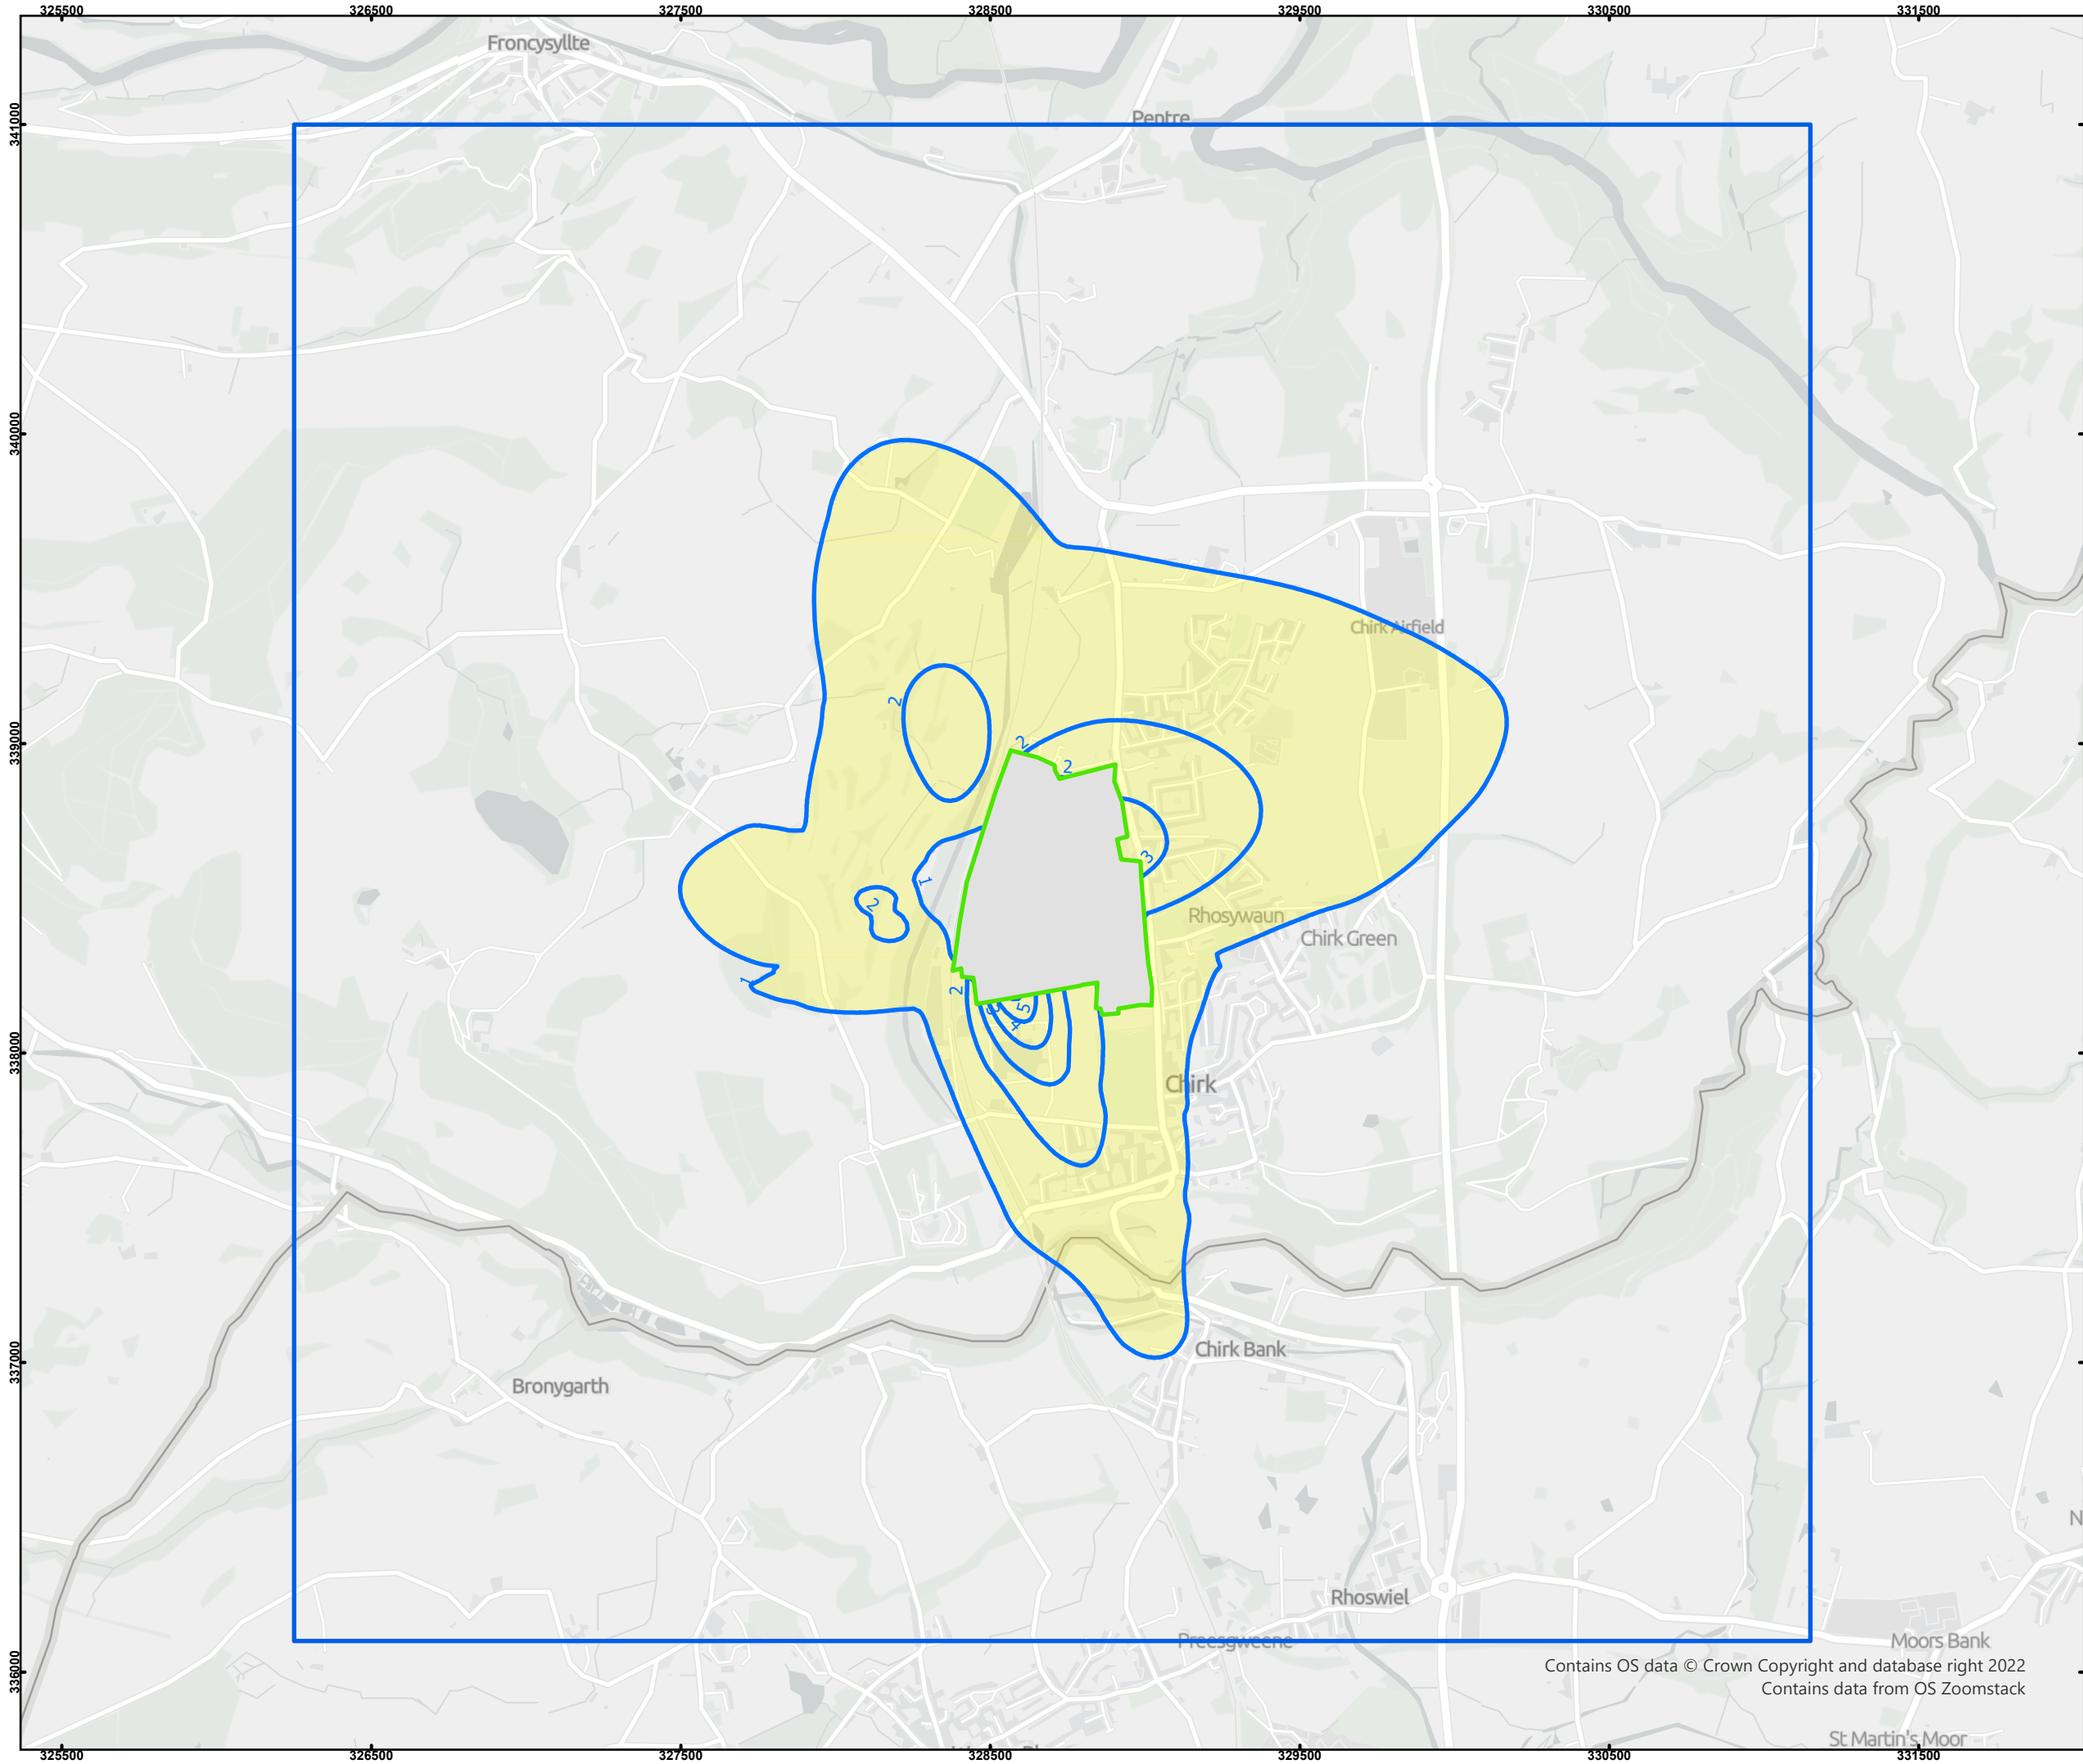 325500 326500 327500 328500 329500 330500 331500
Froncysyllte
Pentre
341000
340000
Chirk Airfield
2
339000
2
2
3
1
2
Rhosywaun
Chirk Green
1
2
5
4
338000
Chirk
337000
Chirk Bank
Bronygarth
Rhoswiel
Preesgweene
Moors Bank
336000
Contains OS data © Crown Copyright and database right 2022
Contains data from OS Zoomstack
St Martin's Moor
325500 326500 327500 328500 329500 330500 331500